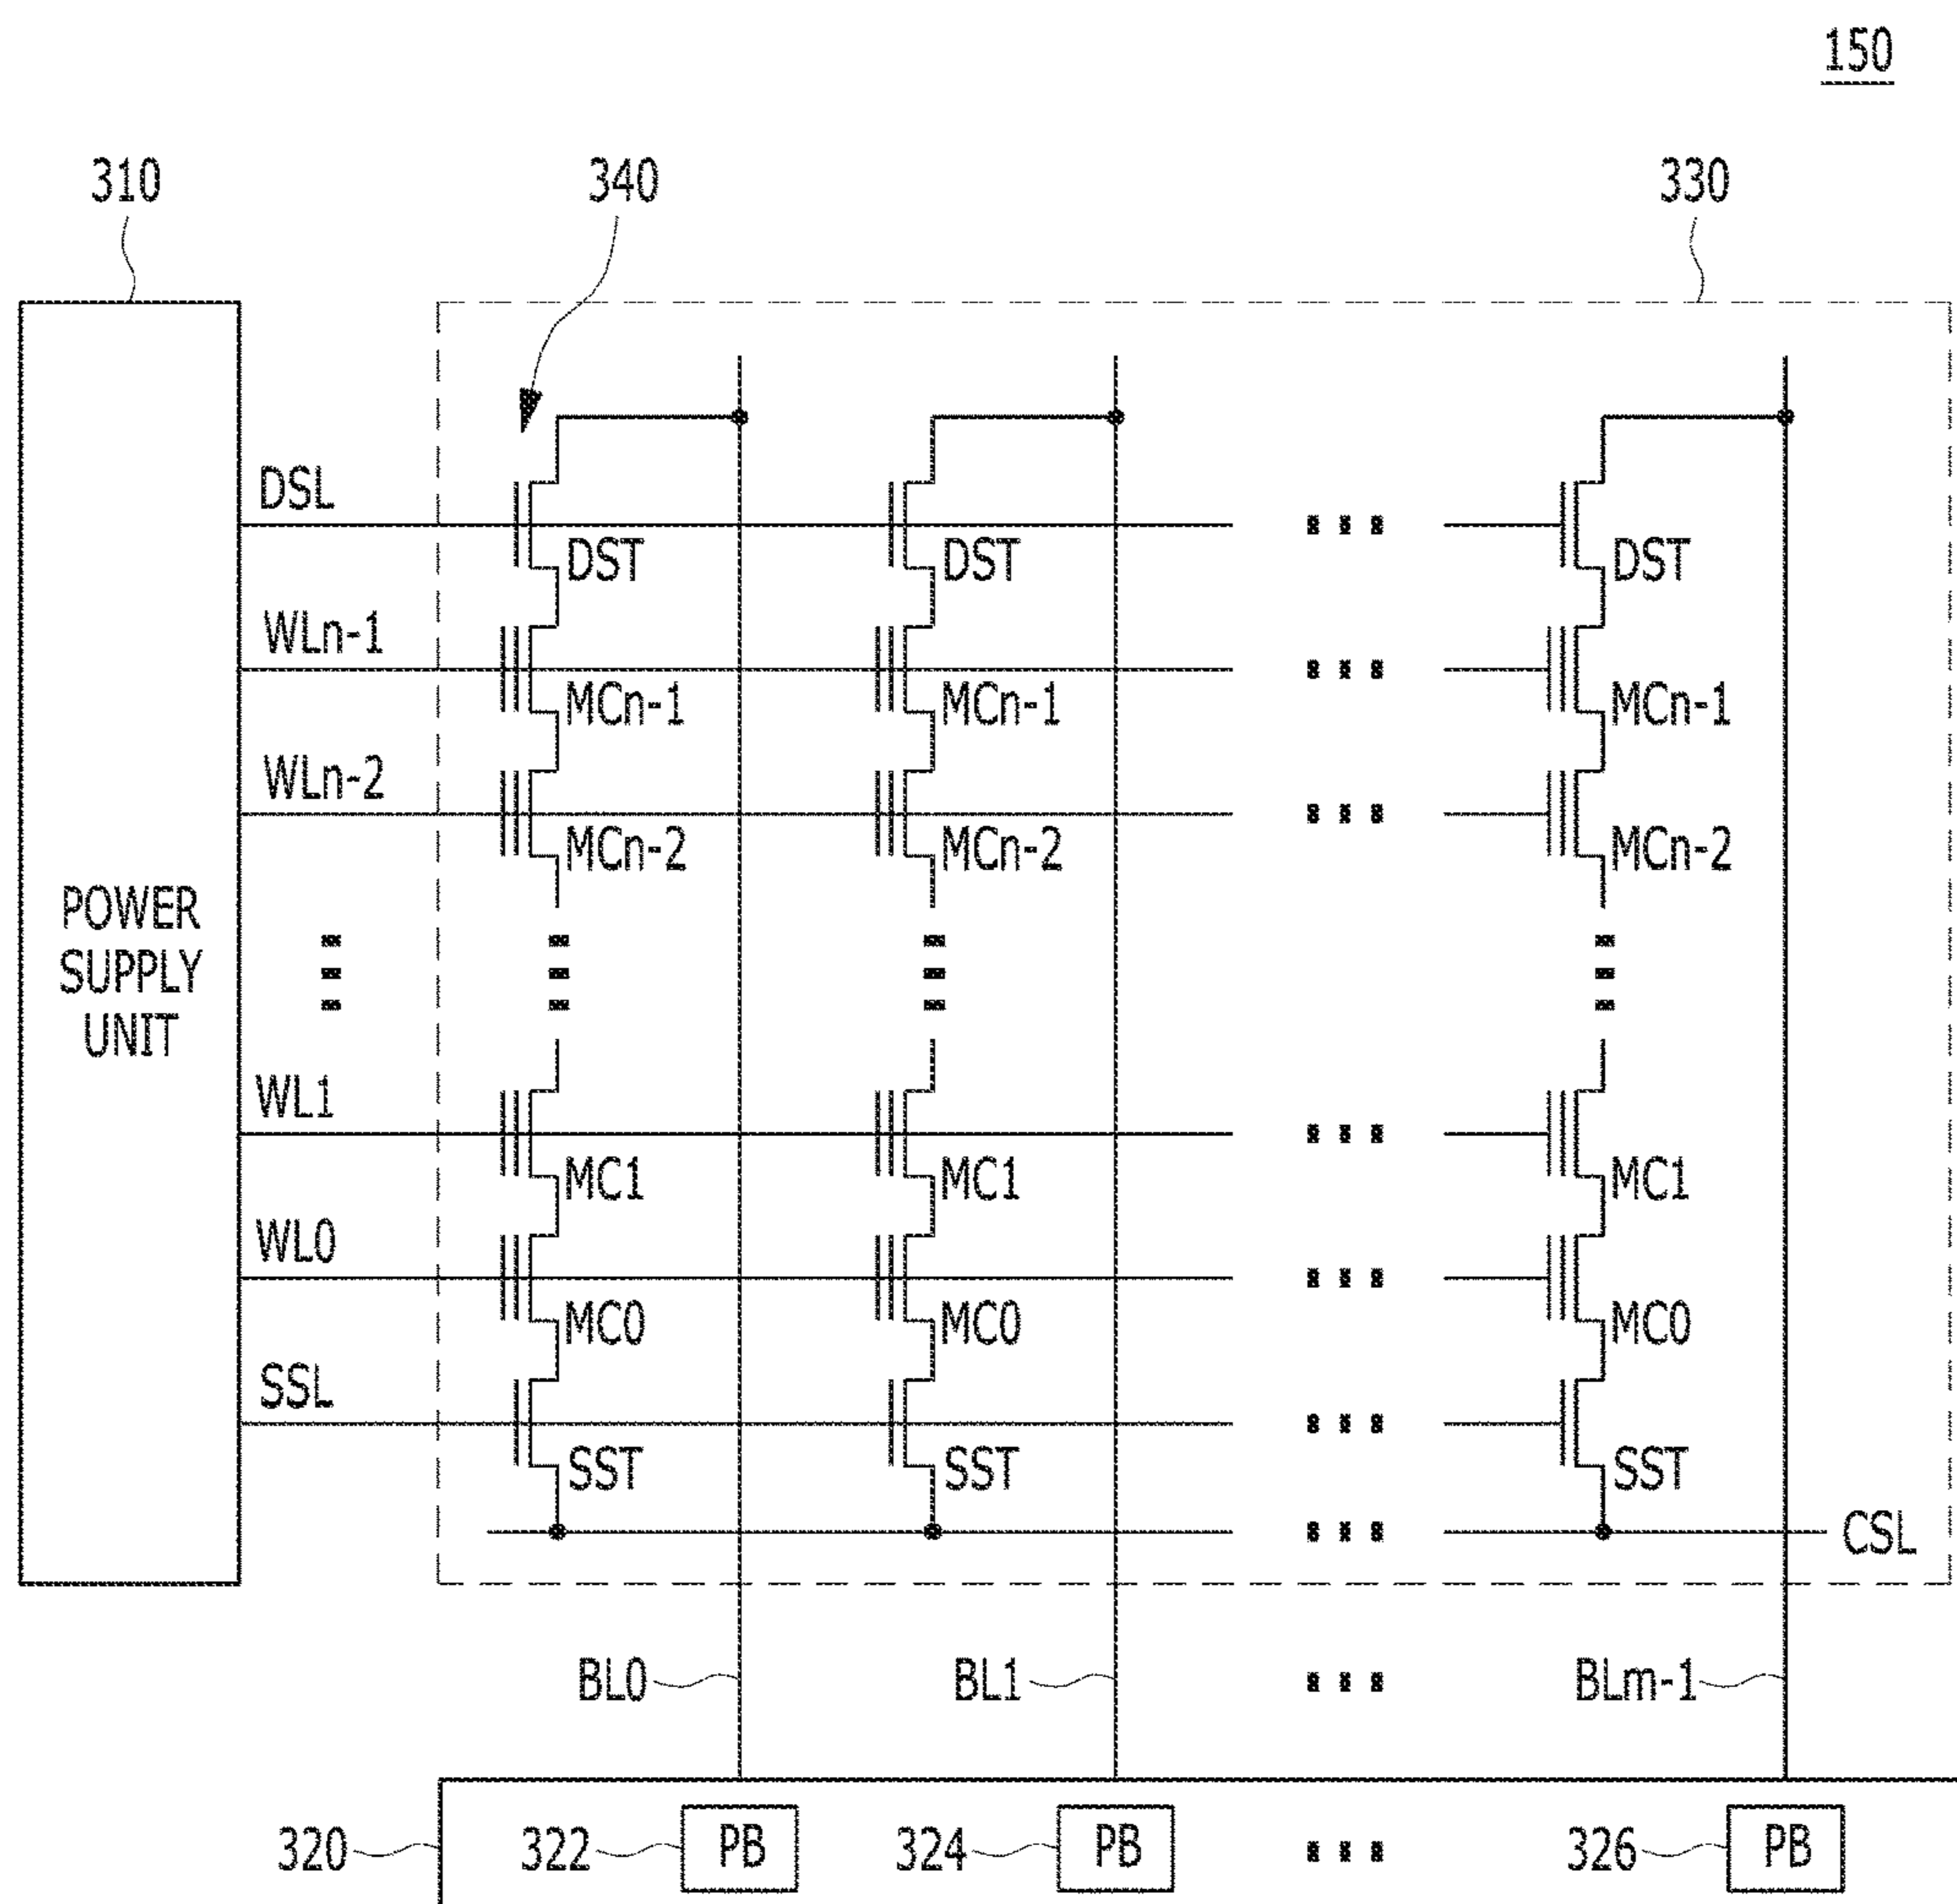 150
310
340
330
DSL
DST DST DST
WLn-1
MCn-1 MCn-1 MCn-1
WLn-2
MCn-2 MCn-2 MCn-2
POWER
SUPPLY
UNIT
WL1
MC1 MC1 MC1
WL0
MC0 MC0 MC0
SSL
SST SST SST
CSL
BL0 BL1 BLm-1
320 322 PB 324 PB 326 PB